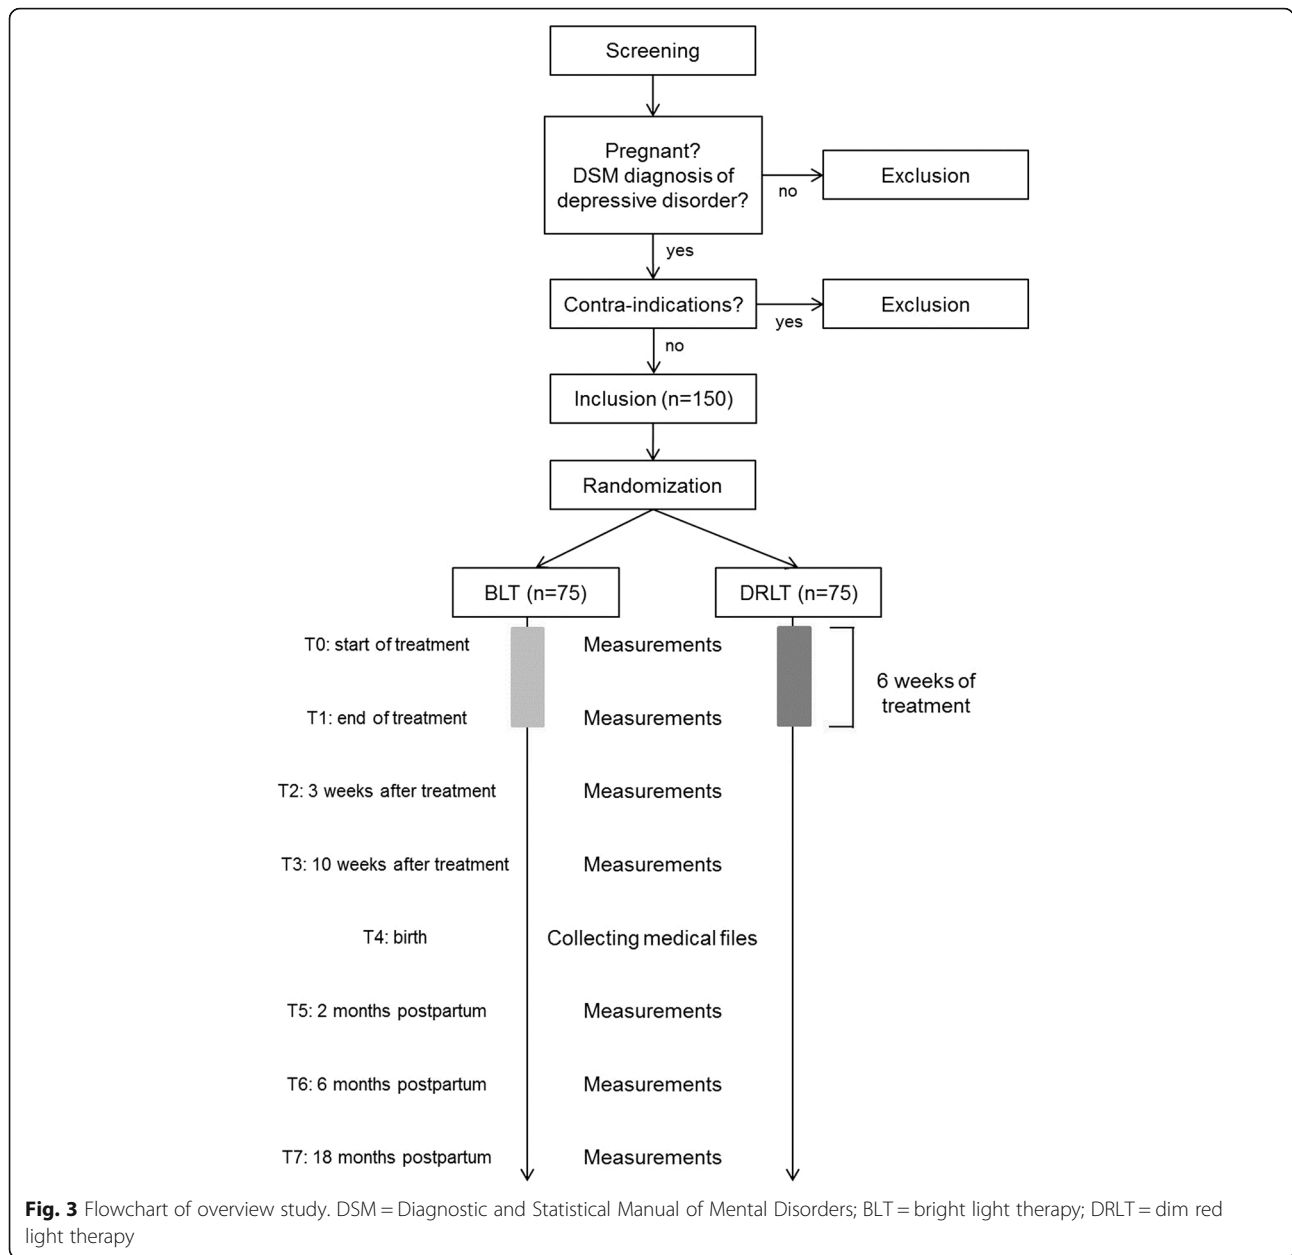 Screening
Pregnant?
DSM diagnosis of
depressive disorder?
no
Exclusion
yes
Contra-indications?
yes
Exclusion
no
Inclusion (n=150)
Randomization
BLT (n=75)
DRLT (n=75)
T0: start of treatment
Measurements
6 weeks of
treatment
T1: end of treatment
Measurements
T2: 3 weeks after treatment
Measurements
T3: 10 weeks after treatment
Measurements
T4: birth
Collecting medical files
T5: 2 months postpartum
Measurements
T6: 6 months postpartum
Measurements
T7: 18 months postpartum
Measurements
Fig. 3 Flowchart of overview study. DSM = Diagnostic and Statistical Manual of Mental Disorders; BLT = bright light therapy; DRLT = dim red
light therapy